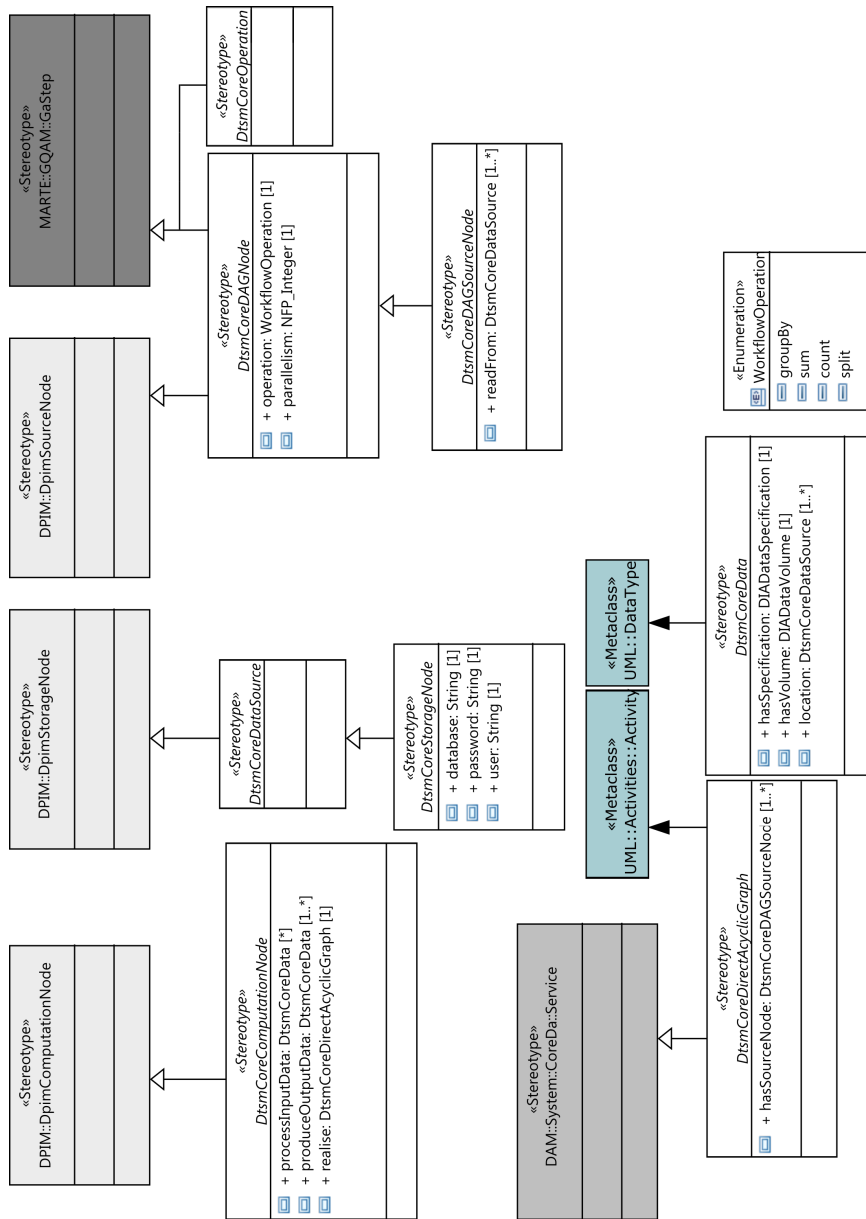 «Stereotype»
DPIM::DpimComputationNode
«Stereotype»
DPIM::DpimStorageNode
«Stereotype»
DPIM::DpimSourceNode
«Stereotype»
MARTE::GQAM::GaStep
«Stereotype»
DtsmCoreComputationNode
+ processInputData: DtsmCoreData [*]
+ produceOutputData: DtsmCoreData [1..*]
+ realise: DtsmCoreDirectAcyclicGraph [1]
«Stereotype»
DtsmCoreDataSource
«Stereotype»
DtsmCoreDAGNode
+ operation: WorkflowOperation [1]
+ parallelism: NFP_Integer [1]
«Stereotype»
DtsmCoreOperation
«Stereotype»
DtsmCoreStorageNode
+ database: String [1]
+ password: String [1]
+ user: String [1]
«Stereotype»
DtsmCoreDAGSourceNode
+ readFrom: DtsmCoreDataSource [1..*]
«Stereotype»
DAM::System::CoreDa::Service
«Metaclass»
UML::Activities::Activity
«Metaclass»
UML::DataType
«Stereotype»
DtsmCoreDirectAcyclicGraph
+ hasSourceNode: DtsmCoreDAGSourceNode [1..*]
«Stereotype»
DtsmCoreData
+ hasSpecification: DIADataSpecification [1]
+ hasVolume: DIADataVolume [1]
+ location: DtsmCoreDataSource [1..*]
«Enumeration»
<E> WorkflowOperation
groupBy
sum
count
split